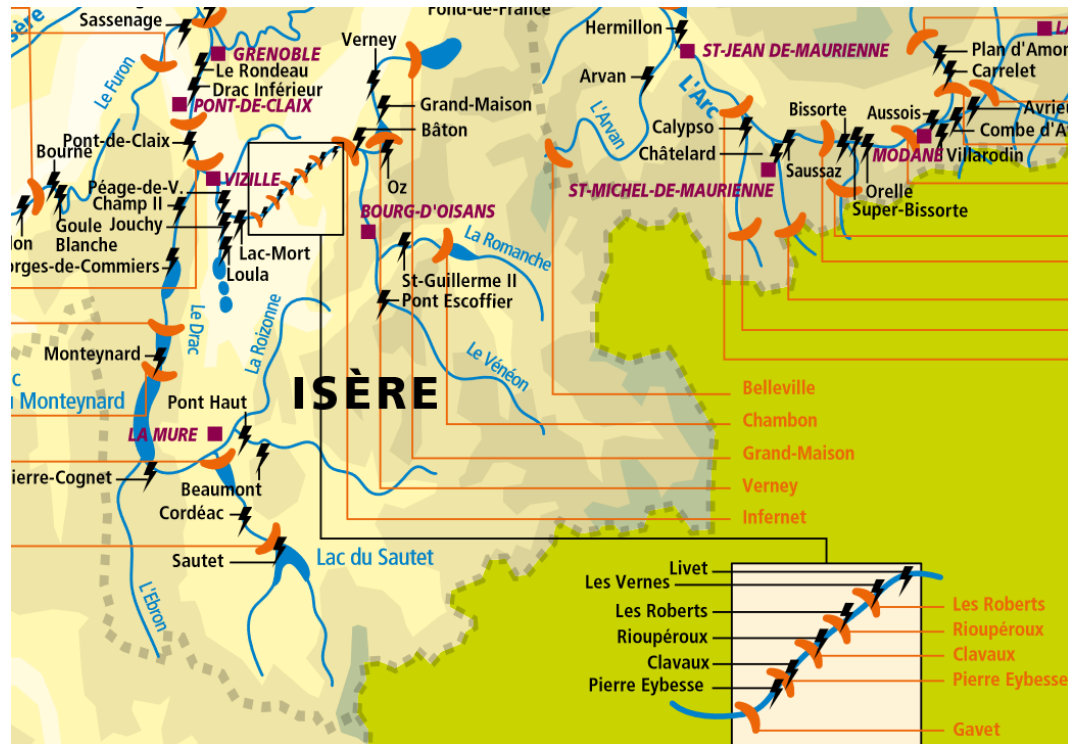 Fond-de-France
Sassenage
Isère
GRENOBLE
Le Rondeau
Drac Inférieur
Le Furon
PONT-DE-CLAIX
Pont-de-Claix
Bourne
VIZILLE
Péage-de-V.
Champ II
Jouchy
Goule
Blanche
Lac-Mort
Loula
Verney
Grand-Maison
Bâton
Oz
BOURG-D'OISANS
La Romanche
St-Guillerme II
Pont Escoffier
Le Vénéon
Le Drac
La Roizonne
Monteynard
Monteynard
ISÈRE
Pont Haut
LA MURE
Beaumont
Cordéac
Sautet
Lac du Sautet
L'Ebron
Hermillon
ST-JEAN DE-MAURIENNE
Arvan
L'Arvan
L'Arc
Calypso
Châtelard
ST-MICHEL-DE-MAURIENNE
Bissorte
Saussaz
Aussois
MODANE
Villarodin
Orelle
Super-Bissorte
Carrelet
Plan d'Amon
Avrieu
Combe d'Av
Belleville
Chambon
Grand-Maison
Verney
Infernet
Livet
Les Vernes
Les Roberts
Rioupéroux
Clavaux
Pierre Eybesse
Les Roberts
Rioupéroux
Clavaux
Pierre Eybesse
Gavet